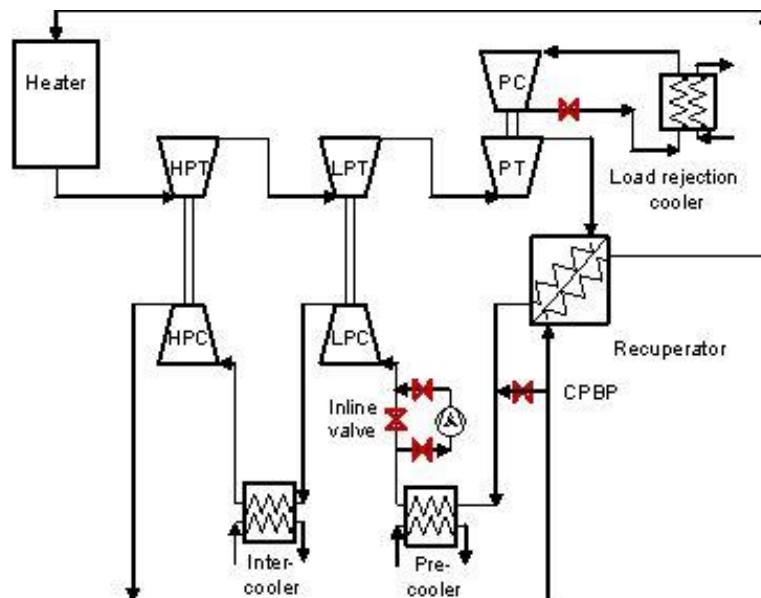 Heater
PC
HPT
LPT
PT
Load rejection
cooler
HPC
LPC
Recuperator
Inline
valve
CPBP
Inter-
cooler
Pre-
cooler